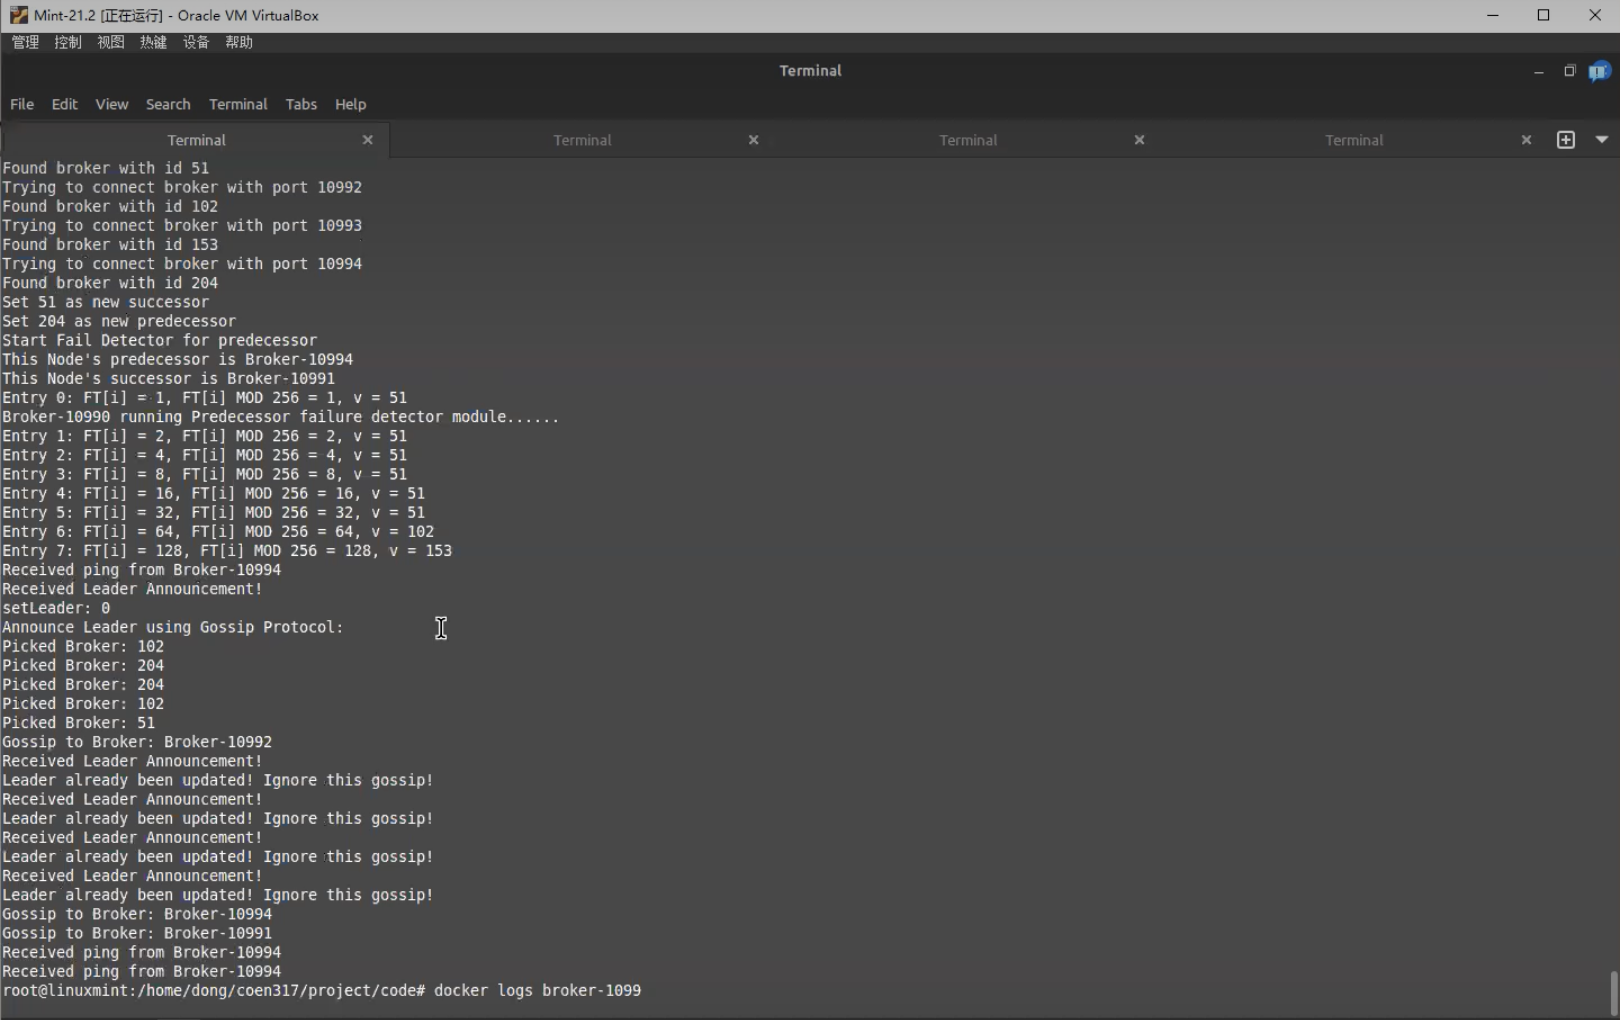 Mint-21.2 [正在运行] - Oracle VM VirtualBox
管理 控制 视图 热键 设备 帮助
Terminal
File Edit View Search Terminal Tabs Help
Terminal Terminal Terminal Terminal
Found broker with id 51
Trying to connect broker with port 10992
Found broker with id 102
Trying to connect broker with port 10993
Found broker with id 153
Trying to connect broker with port 10994
Found broker with id 204
Set 51 as new successor
Set 204 as new predecessor
Start Fail Detector for predecessor
This Node's predecessor is Broker-10994
This Node's successor is Broker-10991
Entry 0: FT[i] = 1, FT[i] MOD 256 = 1, v = 51
Broker-10990 running Predecessor failure detector module......
Entry 1: FT[i] = 2, FT[i] MOD 256 = 2, v = 51
Entry 2: FT[i] = 4, FT[i] MOD 256 = 4, v = 51
Entry 3: FT[i] = 8, FT[i] MOD 256 = 8, v = 51
Entry 4: FT[i] = 16, FT[i] MOD 256 = 16, v = 51
Entry 5: FT[i] = 32, FT[i] MOD 256 = 32, v = 51
Entry 6: FT[i] = 64, FT[i] MOD 256 = 64, v = 102
Entry 7: FT[i] = 128, FT[i] MOD 256 = 128, v = 153
Received ping from Broker-10994
Received Leader Announcement!
setLeader: 0
Announce Leader using Gossip Protocol:
Picked Broker: 102
Picked Broker: 204
Picked Broker: 204
Picked Broker: 102
Picked Broker: 51
Gossip to Broker: Broker-10992
Received Leader Announcement!
Leader already been updated! Ignore this gossip!
Received Leader Announcement!
Leader already been updated! Ignore this gossip!
Received Leader Announcement!
Leader already been updated! Ignore this gossip!
Received Leader Announcement!
Leader already been updated! Ignore this gossip!
Gossip to Broker: Broker-10994
Gossip to Broker: Broker-10991
Received ping from Broker-10994
Received ping from Broker-10994
root@linuxmint:/home/dong/coen317/project/code# docker logs broker-1099